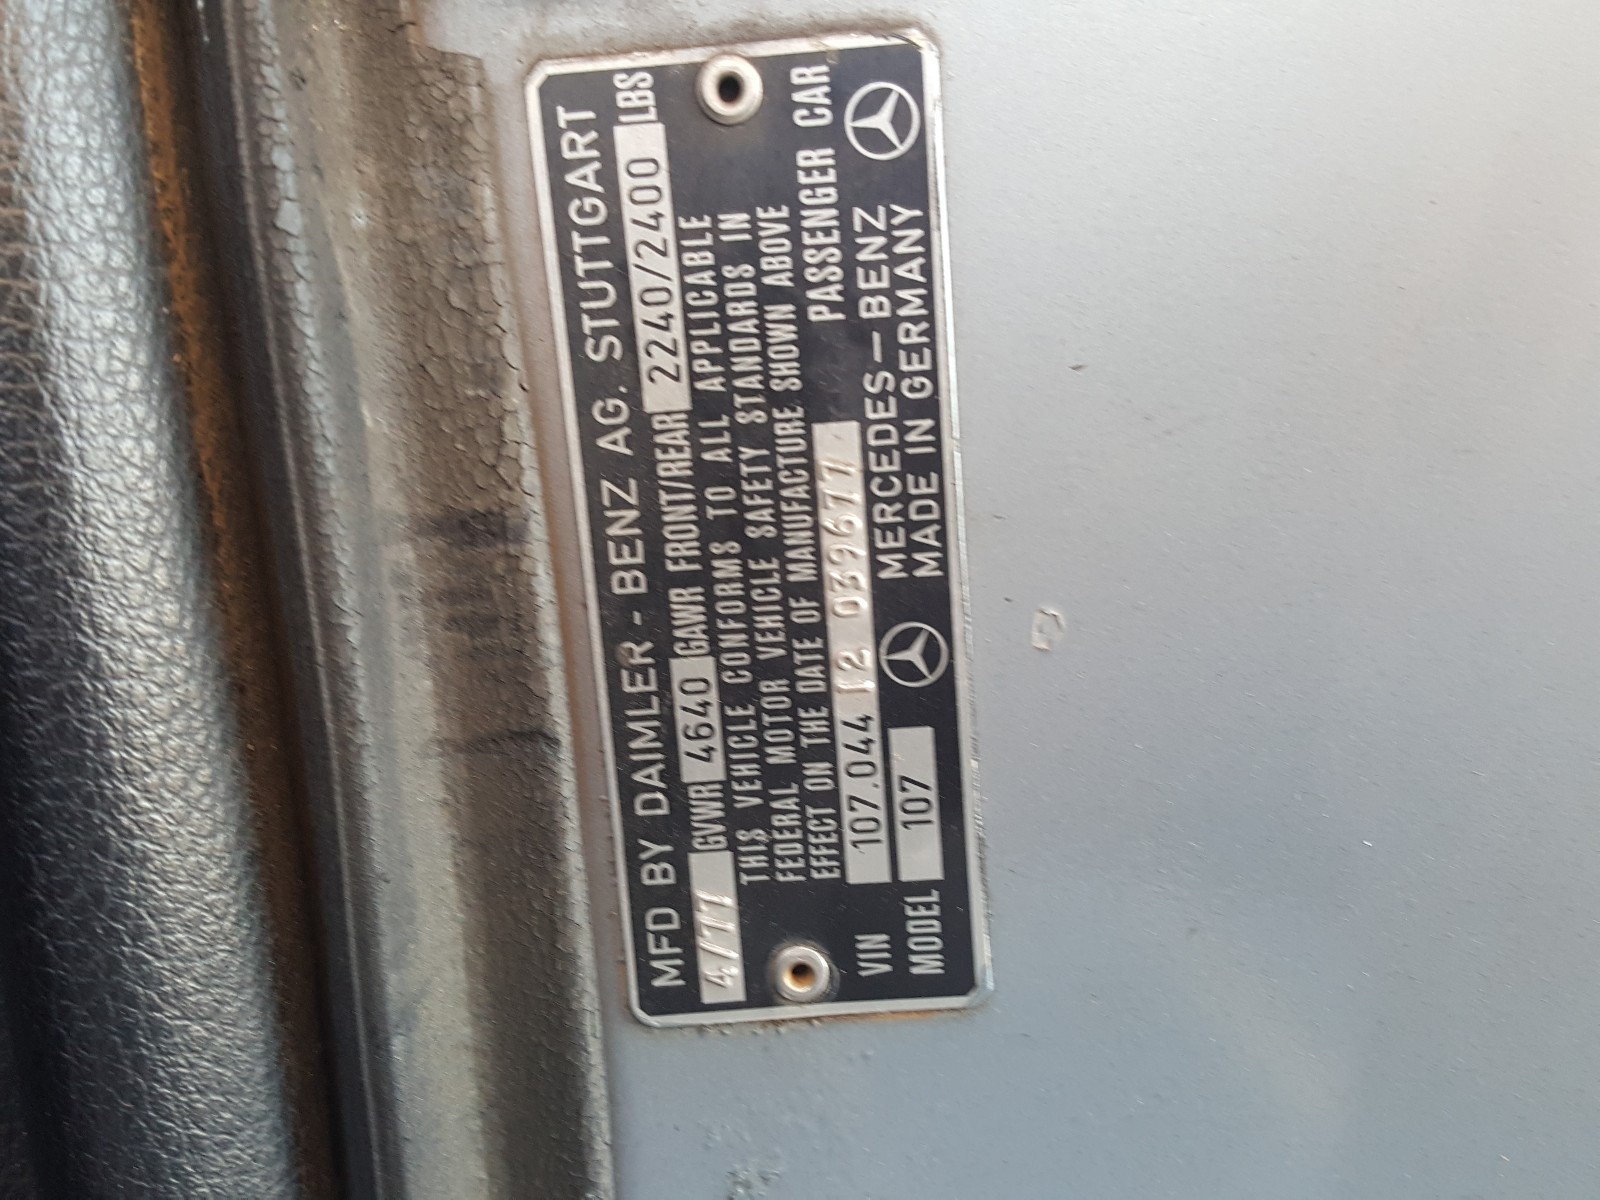 MFD BY DAIMLER - BENZ AG. STUTTGART
4/77 GVWR 4640 GAWR FRONT/REAR 2240/2400 LBS
THIS VEHICLE CONFORMS TO ALL APPLICABLE
FEDERAL MOTOR VEHICLE SAFETY STANDARDS IN
EFFECT ON THE DATE OF MANUFACTURE SHOWN ABOVE
VIN 107.044 12 039677 PASSENGER CAR
MODEL 107 MERCEDES-BENZ
MADE IN GERMANY